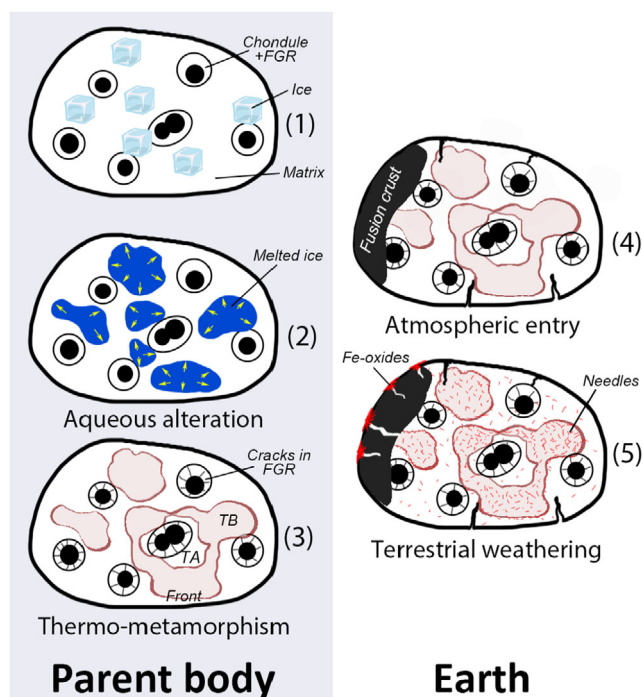 Chondule
+FGR
Ice
(1)
Matrix
Melted ice
(2)
Aqueous alteration
Cracks in
FGR
TB
(3)
TA
Front
Thermo-metamorphism
Parent body
Fusion crust
(4)
Atmospheric entry
Fe-oxides
Needles
(5)
Terrestrial weathering
Earth